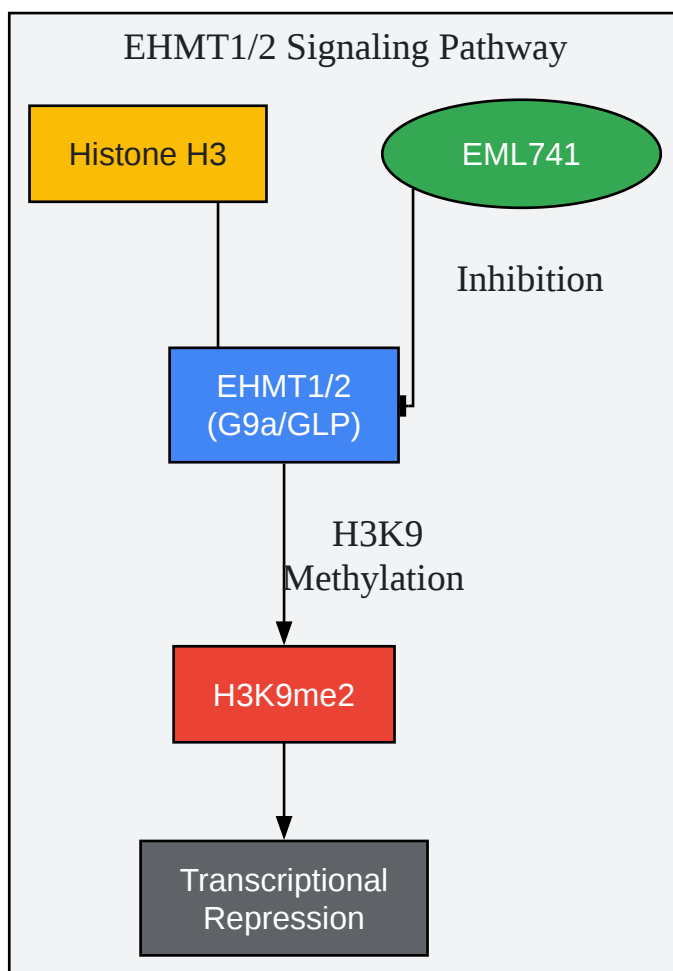 EHMT1/2 Signaling Pathway
Histone H3
EML741
Inhibition
EHMT1/2
(G9a/GLP)
H3K9
Methylation
H3K9me2
Transcriptional
Repression